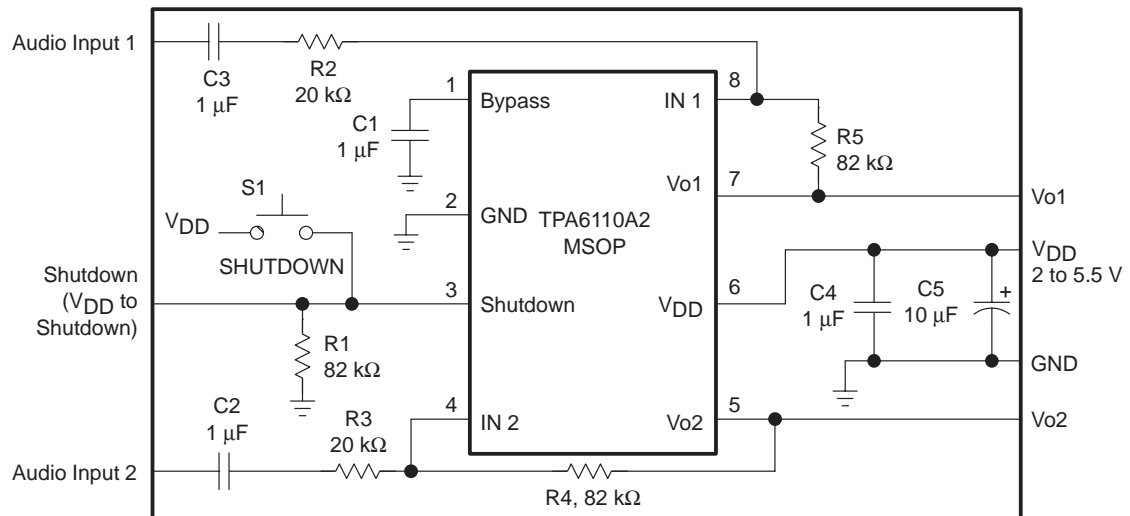 Audio Input 1
C3
1 μF
R2
20 kΩ
1
Bypass
C1
1 μF
8
IN 1
R5
82 kΩ
7
Vo1
Vo1
S1
VDD
SHUTDOWN
2
GND
TPA6110A2
MSOP
VDD
2 to 5.5 V
Shutdown
(VDD to
Shutdown)
3
Shutdown
6
VDD
C4
1 μF
C5
10 μF
+
R1
82 kΩ
GND
C2
1 μF
R3
20 kΩ
4
IN 2
5
Vo2
Vo2
Audio Input 2
R4, 82 kΩ